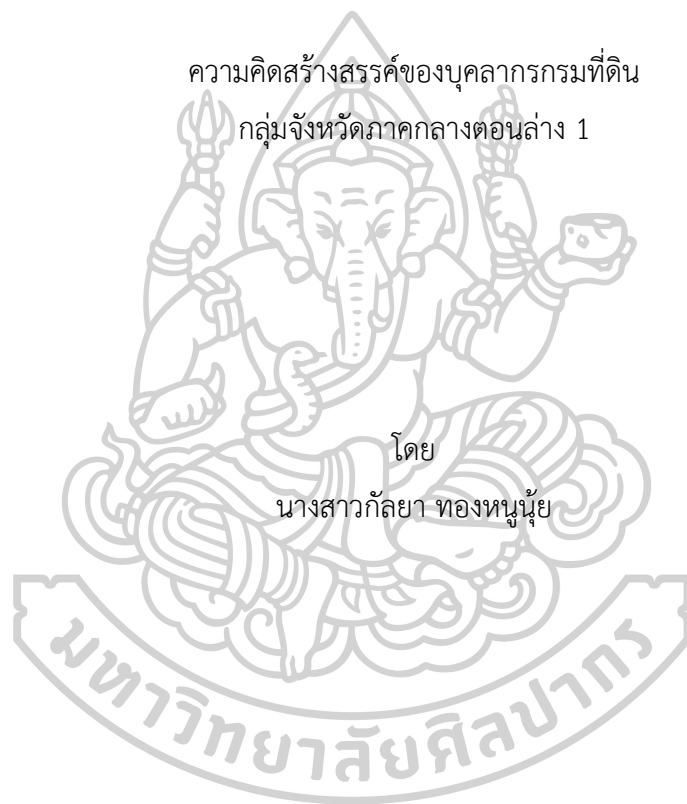 ความคิดสร้างสรรค์ของบุคลากรกรมที่ดิน
กลุ่มจังหวัดภาคกลางตอนล่าง 1
โดย
นางสาวกัลยา ทองหนูนุ้ย
มหาวิทยาลัยศิลปากร